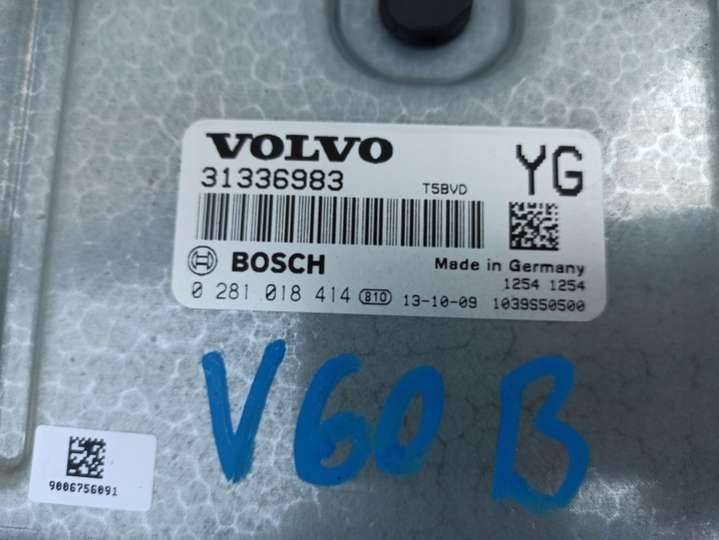 VOLVO
YG
31336983 T5BVD
BOSCH Made in Germany
1254 1254
0 281 018 414 810 13-10-09 1039S50500
V60 B
9006756091